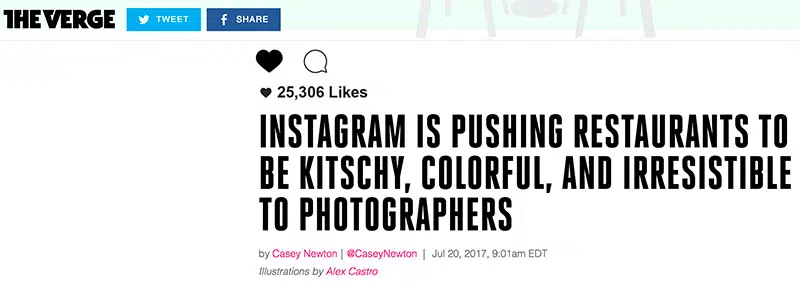 THE VERGE
TWEET
SHARE
25,306 Likes
INSTAGRAM IS PUSHING RESTAURANTS TO
BE KITSCHY, COLORFUL, AND IRRESISTIBLE
TO PHOTOGRAPHERS
by Casey Newton | @CaseyNewton | Jul 20, 2017, 9:01am EDT
Illustrations by Alex Castro